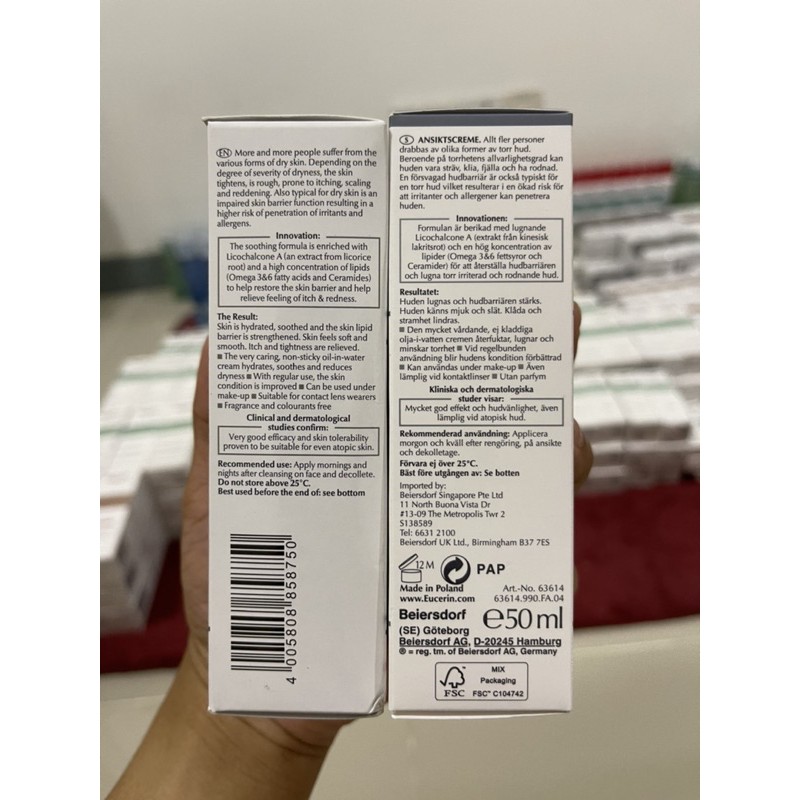 EN More and more people suffer from the
various forms of dry skin. Depending on the
degree of severity of dryness, the skin
tightens, is rough, prone to itching, scaling
and reddening. Also typical for dry skin is an
impaired skin barrier function resulting in a
higher risk of penetration of irritants and
allergens.
Innovation:
The soothing formula is enriched with
Licochalcone A (an extract from licorice
root) and a high concentration of lipids
(Omega 3&6 fatty acids and Ceramides)
to help restore the skin barrier and help
relieve feeling of itch & redness.
The Result:
Skin is hydrated, soothed and the skin lipid
barrier is strengthened. Skin feels soft and
smooth. Itch and tightness are relieved.
■ The very caring, non-sticky oil-in-water
cream hydrates, soothes and reduces
dryness ■ With regular use, the skin
condition is improved ■ Can be used under
make-up ■ Suitable for contact lens wearers
■ Fragrance and colourants free
Clinical and dermatological
studies confirm:
Very good efficacy and skin tolerability
proven to be suitable for even atopic skin.
Recommended use: Apply mornings and
nights after cleansing on face and decollete.
Do not store above 25°C.
Best used before the end of: see bottom
4 005808 858750
S ANSIKTSCREME. Allt fler personer
drabbas av olika former av torr hud.
Beroende på torrhetens allvarlighetsgrad kan
huden vara sträv, klia, fjälla och ha rodnad.
En försvagad hudbarriär är också typiskt för
en torr hud vilket resulterar i en ökad risk för
att irritanter och allergener kan penetrera
huden.
Innovationen:
Formulan är berikad med lugnande
Licochalcone A (extrakt från kinesisk
lakritsrot) och en hög koncentration av
lipider (Omega 3&6 fettsyror och
Ceramider) för att återställa hudbarriären
och lugna torr irriterad och rodnande hud.
Resultatet:
Huden lugnas och hudbarriären stärks.
Huden känns mjuk och slät. Klåda och
stramhet lindras.
■ Den mycket vårdande, ej kladdiga
olja-i-vatten cremen återfuktar, lugnar och
minskar torrhet ■ Vid regelbunden
användning blir hudens kondition förbättrad
■ Kan användas under make-up ■ Även
lämplig vid kontaktlinser ■ Utan parfym
Kliniska och dermatologiska
studer visar:
Mycket god effekt och hudvänlighet, även
lämplig vid atopisk hud.
Rekommenderad användning: Applicera
morgon och kväll efter rengöring, på ansikte
och dekolletage.
Förvara ej över 25°C.
Bäst före utgången av: Se botten
Imported by:
Beiersdorf Singapore Pte Ltd
11 North Buona Vista Dr
#13-09 The Metropolis Twr 2
S138589
Tel: 6631 2100
Beiersdorf UK Ltd., Birmingham B37 7ES
12 M PAP
Made in Poland Art.-No. 63614
www.Eucerin.com 63614.990.FA.04
Beiersdorf ℮50 ml
(SE) Göteborg
Beiersdorf AG, D-20245 Hamburg
® = reg. tm. of Beiersdorf AG, Germany
MIX
Packaging
FSC FSC™ C104742